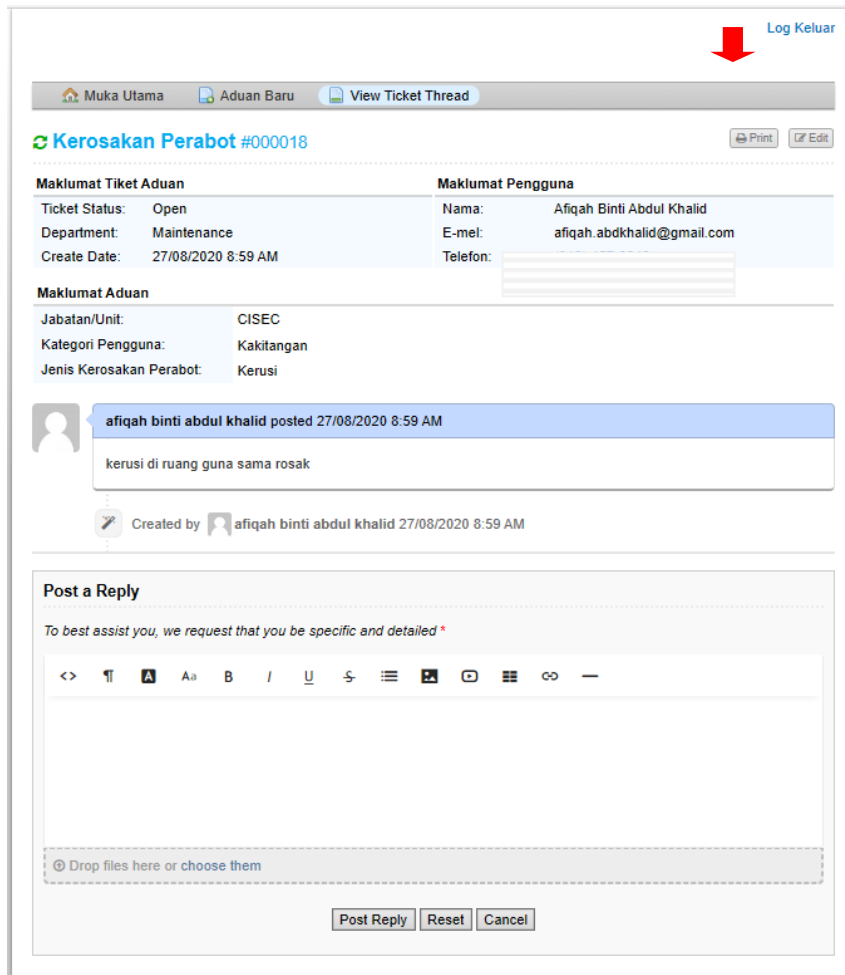 Log Keluar
Muka Utama Aduan Baru View Ticket Thread
Kerosakan Perabot #000018 Print Edit
Maklumat Tiket Aduan Maklumat Pengguna
Ticket Status: Open Nama: Afiqah Binti Abdul Khalid
Department: Maintenance E-mel: afiqah.abdkhalid@gmail.com
Create Date: 27/08/2020 8:59 AM Telefon:
Maklumat Aduan
Jabatan/Unit: CISEC
Kategori Pengguna: Kakitangan
Jenis Kerosakan Perabot: Kerusi
afiqah binti abdul khalid posted 27/08/2020 8:59 AM
kerusi di ruang guna sama rosak
Created by afiqah binti abdul khalid 27/08/2020 8:59 AM
Post a Reply
To best assist you, we request that you be specific and detailed *
<> ¶ A Aa B I U S
Drop files here or choose them
Post Reply Reset Cancel